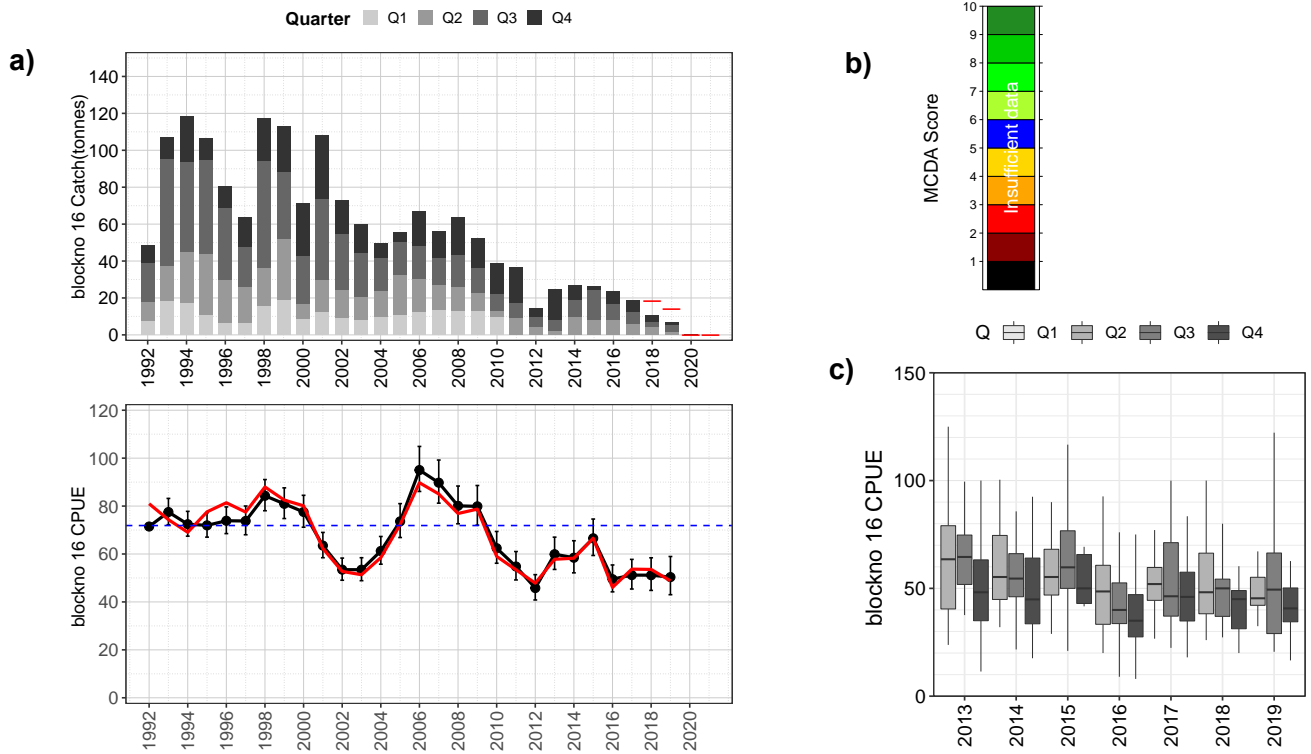 Quarter Q1 Q2 Q3 Q4
a)
blockno 16 Catch(tonnes)
140
120
100
80
60
40
20
0
1992 1994 1996 1998 2000 2002 2004 2006 2008 2010 2012 2014 2016 2018 2020
blockno 16 CPUE
120
100
80
60
40
20
0
1992 1994 1996 1998 2000 2002 2004 2006 2008 2010 2012 2014 2016 2018 2020
b)
MCDA Score
10
9
8
7
6
5
4
3
2
1
Insufficient data
Q Q1 Q2 Q3 Q4
c)
blockno 16 CPUE
150
100
50
0
2013 2014 2015 2016 2017 2018 2019